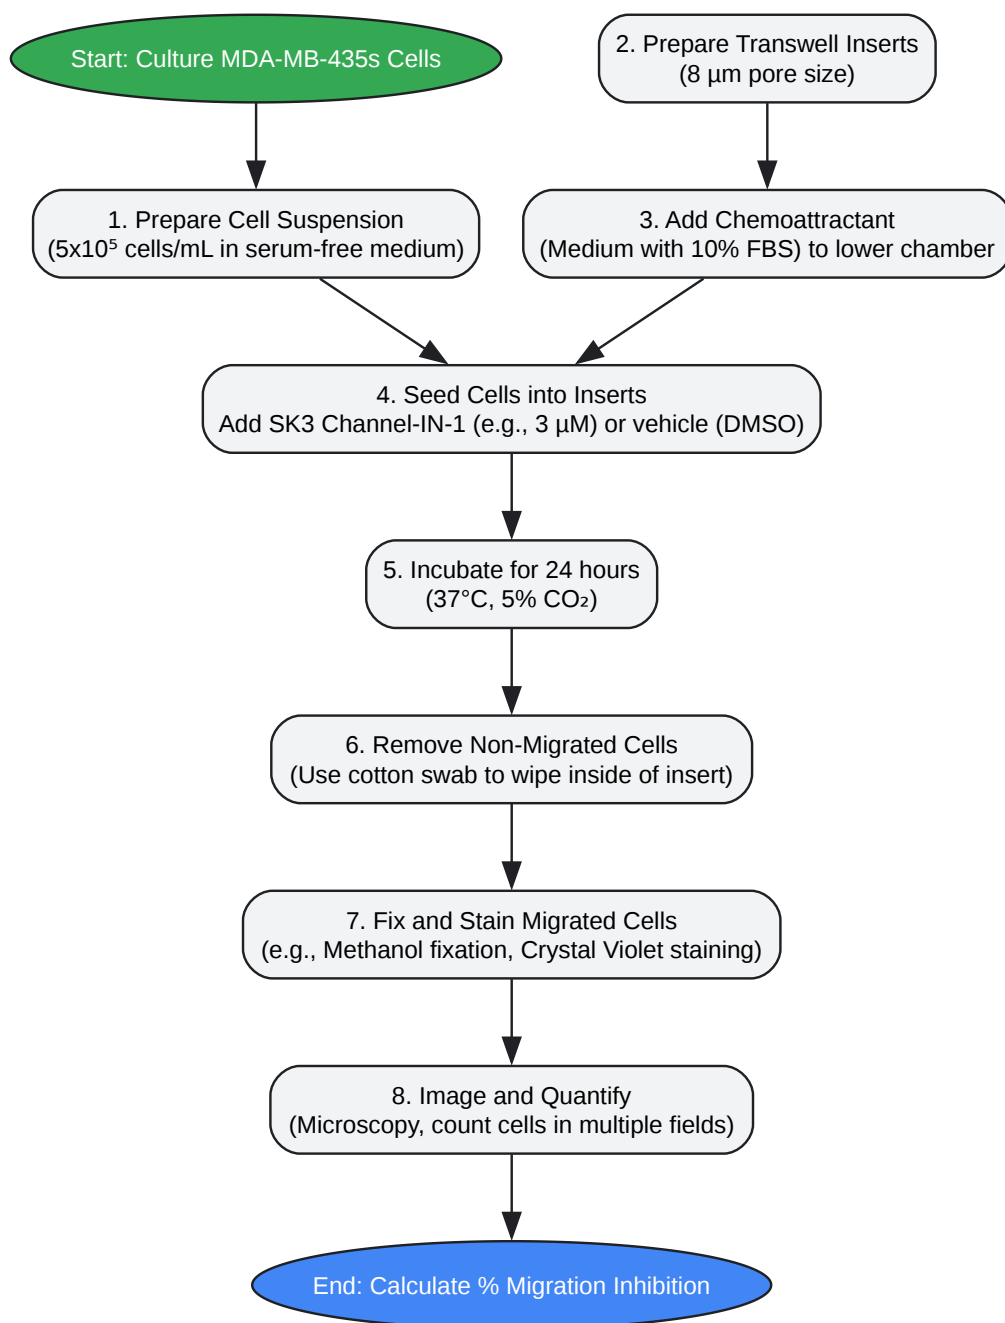 Start: Culture MDA-MB-435s Cells
2. Prepare Transwell Inserts
(8 µm pore size)
1. Prepare Cell Suspension
(5x10⁵ cells/mL in serum-free medium)
3. Add Chemoattractant
(Medium with 10% FBS) to lower chamber
4. Seed Cells into Inserts
Add SK3 Channel-IN-1 (e.g., 3 µM) or vehicle (DMSO)
5. Incubate for 24 hours
(37°C, 5% CO₂)
6. Remove Non-Migrated Cells
(Use cotton swab to wipe inside of insert)
7. Fix and Stain Migrated Cells
(e.g., Methanol fixation, Crystal Violet staining)
8. Image and Quantify
(Microscopy, count cells in multiple fields)
End: Calculate % Migration Inhibition